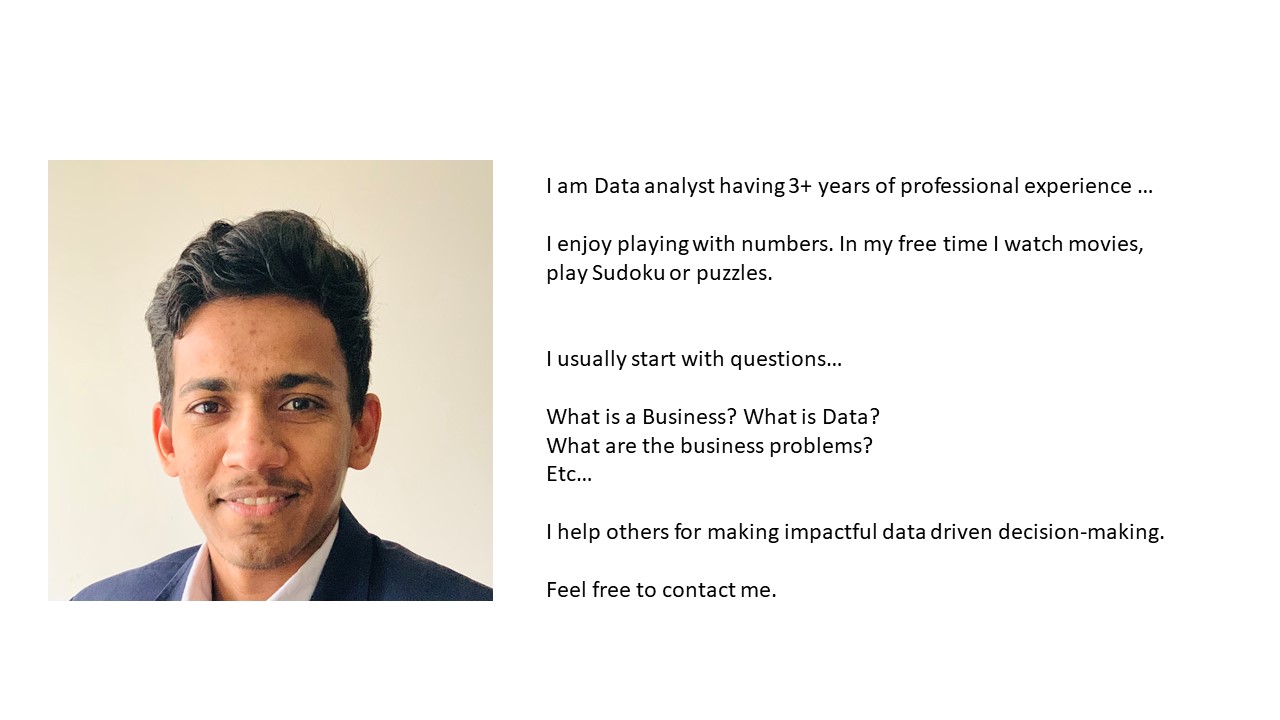 I am Data analyst having 3+ years of professional experience ...
I enjoy playing with numbers. In my free time I watch movies,
play Sudoku or puzzles.
I usually start with questions...
What is a Business? What is Data?
What are the business problems?
Etc...
I help others for making impactful data driven decision-making.
Feel free to contact me.